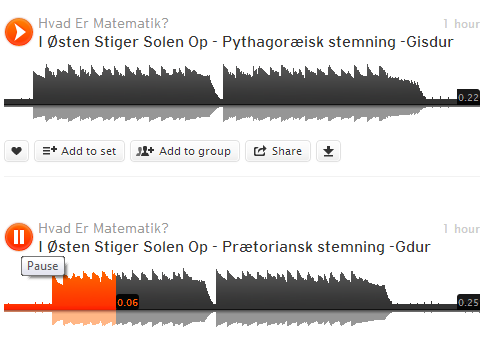 Hvad Er Matematik?
1 hour
I Østen Stiger Solen Op - Pythagoræisk stemning -Gisdur
0.22
Add to set
Add to group
Share
Hvad Er Matematik?
1 hour
I Østen Stiger Solen Op - Prætoriansk stemning -Gdur
Pause
0.06
0.25